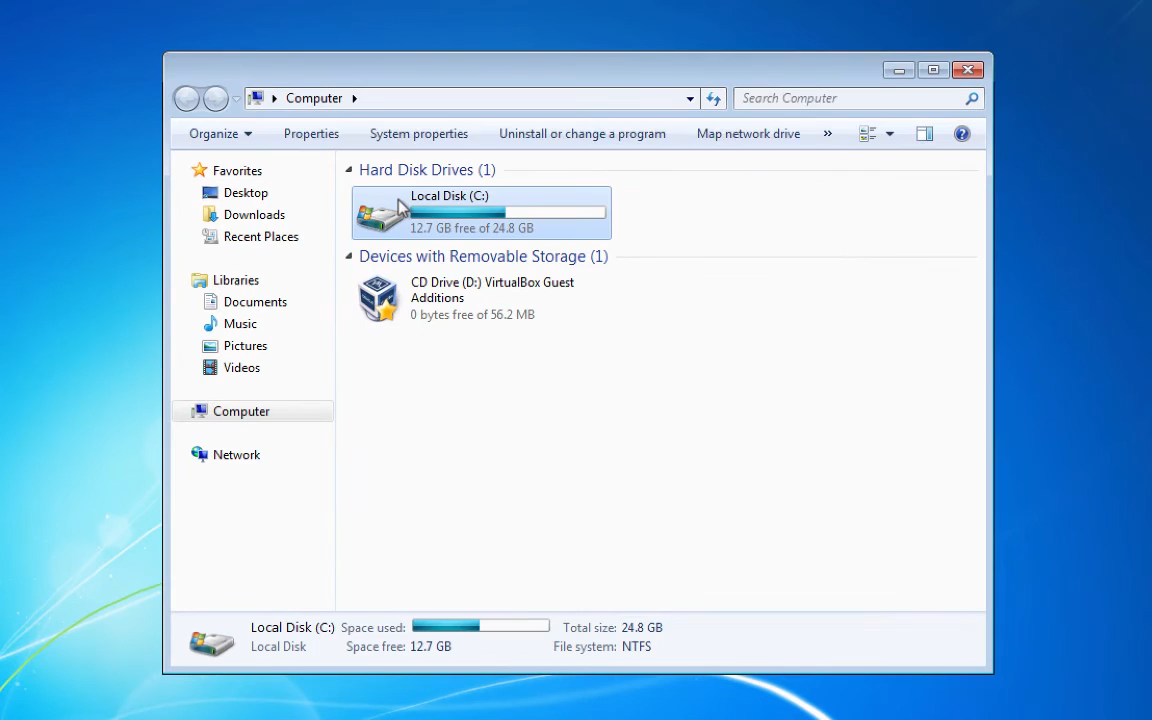 Computer
Search Computer
Organize
Properties
System properties
Uninstall or change a program
Map network drive
»
Favorites
Desktop
Downloads
Recent Places
Libraries
Documents
Music
Pictures
Videos
Computer
Network
Hard Disk Drives (1)
Local Disk (C:)
12.7 GB free of 24.8 GB
Devices with Removable Storage (1)
CD Drive (D:) VirtualBox Guest
Additions
0 bytes free of 56.2 MB
Local Disk (C:) Space used: Total size: 24.8 GB
Local Disk Space free: 12.7 GB File system: NTFS